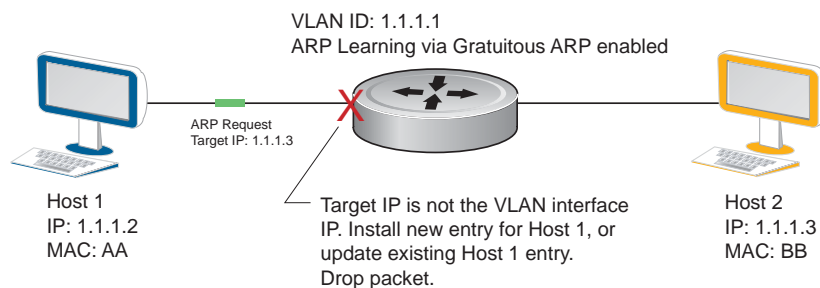 VLAN ID: 1.1.1.1
ARP Learning via Gratuitous ARP enabled
ARP Request
Target IP: 1.1.1.3
Host 1
IP: 1.1.1.2
MAC: AA
Target IP is not the VLAN interface
IP. Install new entry for Host 1, or
update existing Host 1 entry.
Drop packet.
Host 2
IP: 1.1.1.3
MAC: BB